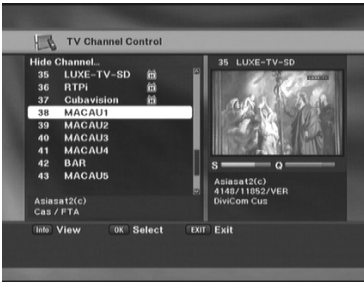 TV Channel Control
Hide Channel...
35 LUXE-TV-SD
36 RTPi
37 Cubavision
38 MACAU1
39 MACAU2
40 MACAU3
41 MACAU4
42 BAR
43 MACAU5
Asiasat2(c)
Cas / FTA
35 LUXE-TV-SD
S Q
Asiasat2(c)
4148/11852/VER
DiviCom Cus
Info View OK Select EXIT Exit